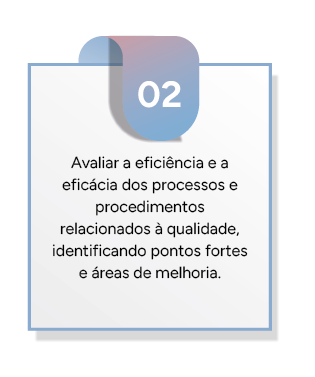 02
Avaliar a eficiência e a
eficácia dos processos e
procedimentos
relacionados à qualidade,
identificando pontos fortes
e áreas de melhoria.